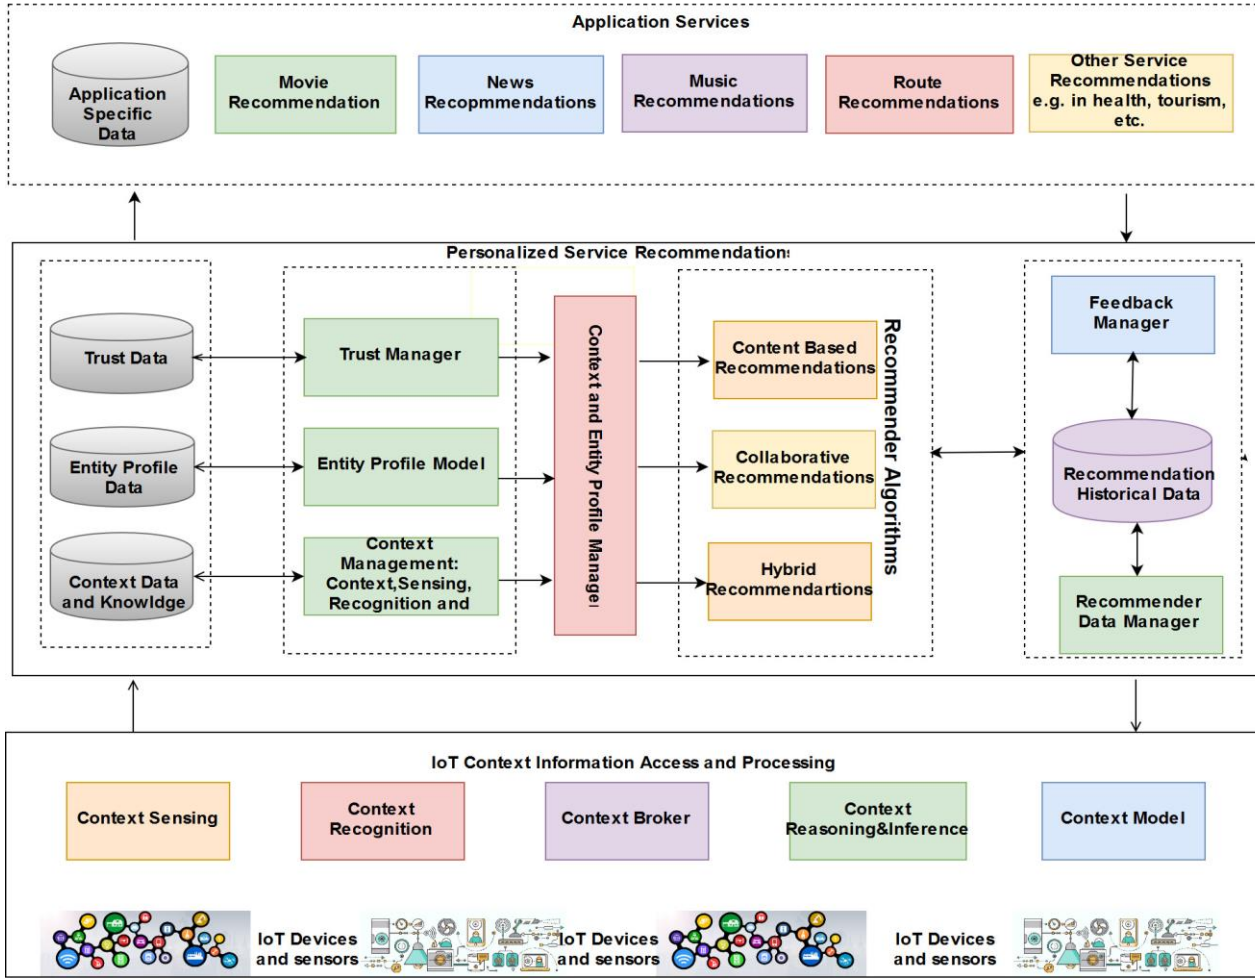 Application Services
Application
Specific
Data
Movie
Recommendation
News
Recopmmendations
Music
Recommendations
Route
Recommendations
Other Service
Recommendations
e.g. in health, tourism,
etc.
Personalized Service Recommendations
Trust Data
Entity Profile
Data
Context Data
and Knowldge
Trust Manager
Entity Profile Model
Context
Management:
Context,Sensing,
Recognition and
Context and Entity Profile Manager
Content Based
Recommendations
Collaborative
Recommendations
Hybrid
Recommendartions
Recommender Algorithms
Feedback
Manager
Recommendation
Historical Data
Recommender
Data Manager
IoT Context Information Access and Processing
Context Sensing
Context
Recognition
Context Broker
Context
Reasoning&Inference
Context Model
IoT Devices
and sensors
IoT Devices
and sensors
IoT Devices
and sensors